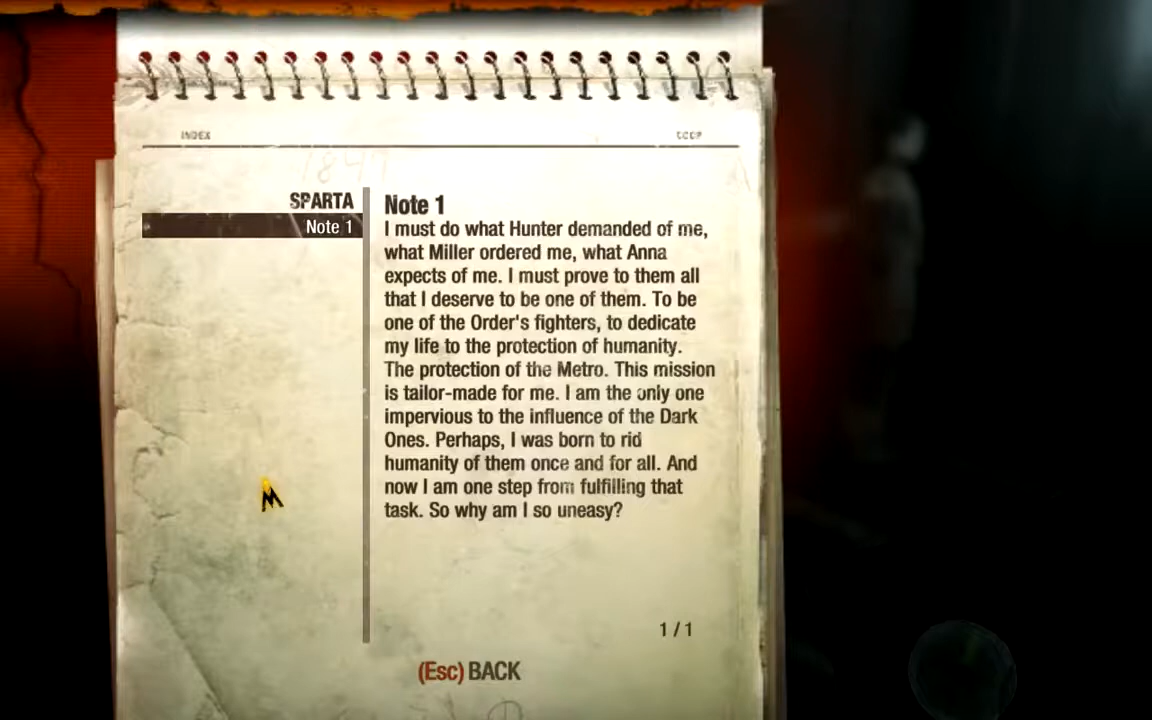 INDEX
CCCP
SPARTA
Note 1
Note 1
I must do what Hunter demanded of me,
what Miller ordered me, what Anna
expects of me. I must prove to them all
that I deserve to be one of them. To be
one of the Order's fighters, to dedicate
my life to the protection of humanity.
The protection of the Metro. This mission
is tailor-made for me. I am the only one
impervious to the influence of the Dark
Ones. Perhaps, I was born to rid
humanity of them once and for all. And
now I am one step from fulfilling that
task. So why am I so uneasy?
1 / 1
(Esc) BACK